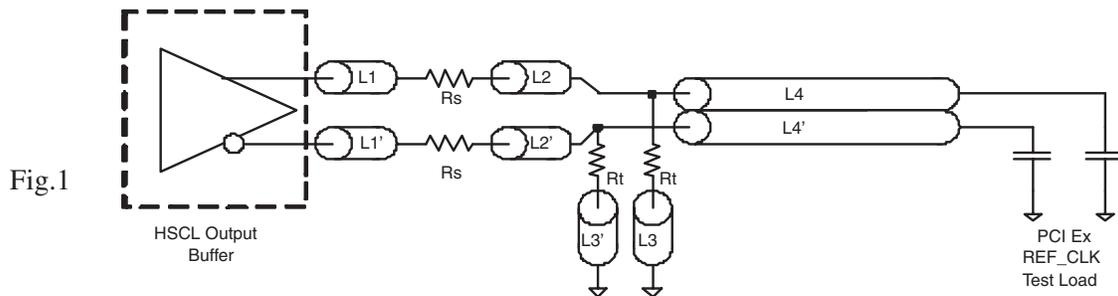 L1
Rs
L2
L4
L1'
Rs
L2'
L4'
Rt
Rt
L3'
L3
Fig.1
HSCL Output
Buffer
PCI Ex
REF_CLK
Test Load